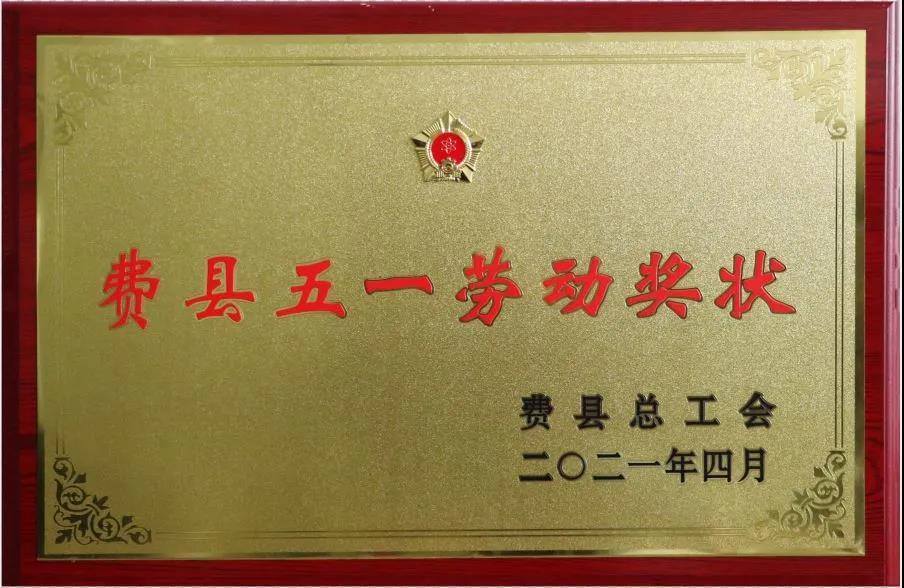 费县五一劳动奖状
费县总工会
二〇二一年四月